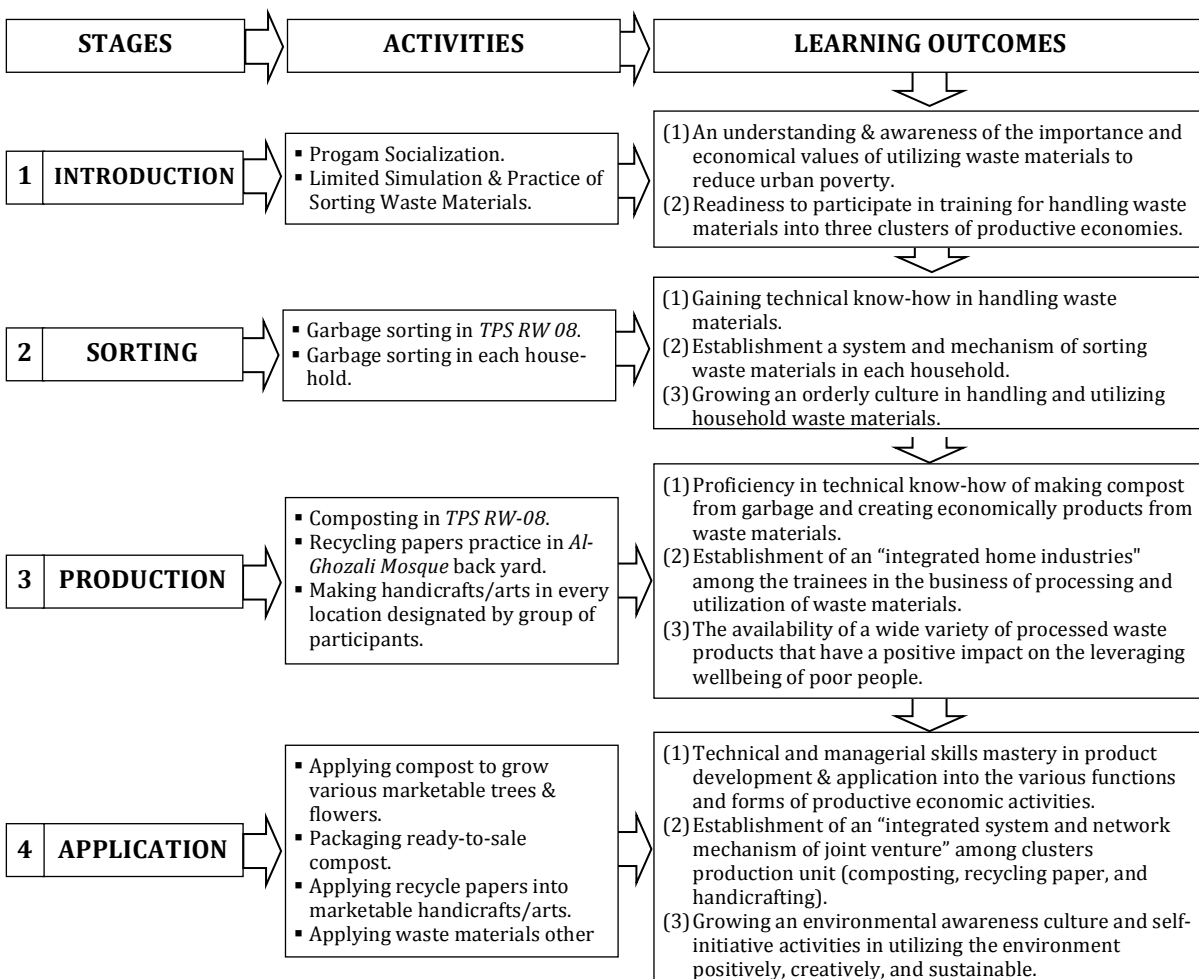 STAGES
ACTIVITIES
LEARNING OUTCOMES
1 INTRODUCTION
▪ Progam Socialization.
▪ Limited Simulation & Practice of
Sorting Waste Materials.
(1) An understanding & awareness of the importance and
economical values of utilizing waste materials to
reduce urban poverty.
(2) Readiness to participate in training for handling waste
materials into three clusters of productive economies.
2 SORTING
▪ Garbage sorting in TPS RW 08.
▪ Garbage sorting in each house-
hold.
(1) Gaining technical know-how in handling waste
materials.
(2) Establishment a system and mechanism of sorting
waste materials in each household.
(3) Growing an orderly culture in handling and utilizing
household waste materials.
3 PRODUCTION
▪ Composting in TPS RW-08.
▪ Recycling papers practice in Al-
Ghozali Mosque back yard.
▪ Making handicrafts/arts in every
location designated by group of
participants.
(1) Proficiency in technical know-how of making compost
from garbage and creating economically products from
waste materials.
(2) Establishment of an “integrated home industries"
among the trainees in the business of processing and
utilization of waste materials.
(3) The availability of a wide variety of processed waste
products that have a positive impact on the leveraging
wellbeing of poor people.
4 APPLICATION
▪ Applying compost to grow
various marketable trees &
flowers.
▪ Packaging ready-to-sale
compost.
▪ Applying recycle papers into
marketable handicrafts/arts.
▪ Applying waste materials other
(1) Technical and managerial skills mastery in product
development & application into the various functions
and forms of productive economic activities.
(2) Establishment of an “integrated system and network
mechanism of joint venture” among clusters
production unit (composting, recycling paper, and
handicrafting).
(3) Growing an environmental awareness culture and self-
initiative activities in utilizing the environment
positively, creatively, and sustainable.